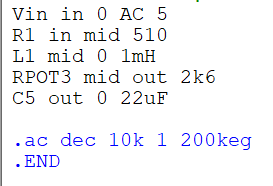 Vin in 0 AC 5
R1 in mid 510
L1 mid 0 1mH
RPOT3 mid out 2k6
C5 out 0 22uF
.ac dec 10k 1 200keg
.END